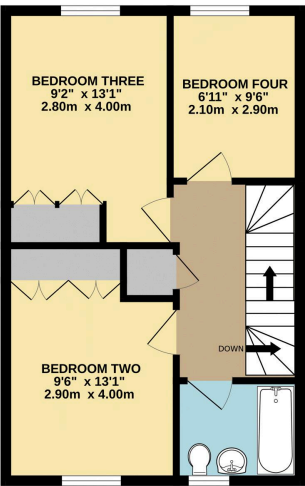 BEDROOM THREE
9'2" x 13'1"
2.80m x 4.00m
BEDROOM FOUR
6'11" x 9'6"
2.10m x 2.90m
DOWN
BEDROOM TWO
9'6" x 13'1"
2.90m x 4.00m